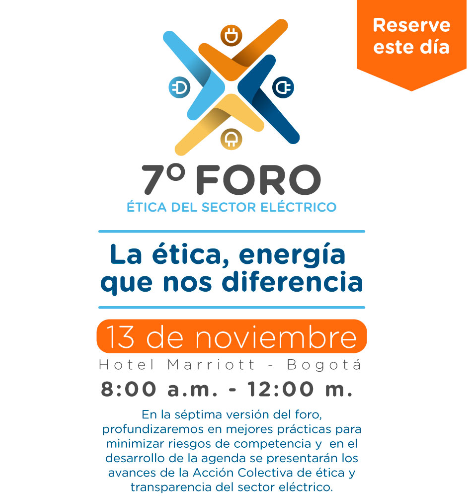 Reserve
este día
7º FORO
ÉTICA DEL SECTOR ELÉCTRICO
La ética, energía
que nos diferencia
13 de noviembre
Hotel Marriott - Bogotá
8:00 a.m. - 12:00 m.
En la séptima versión del foro,
profundizaremos en mejores prácticas para
minimizar riesgos de competencia y en el
desarrollo de la agenda se presentarán los
avances de la Acción Colectiva de ética y
transparencia del sector eléctrico.